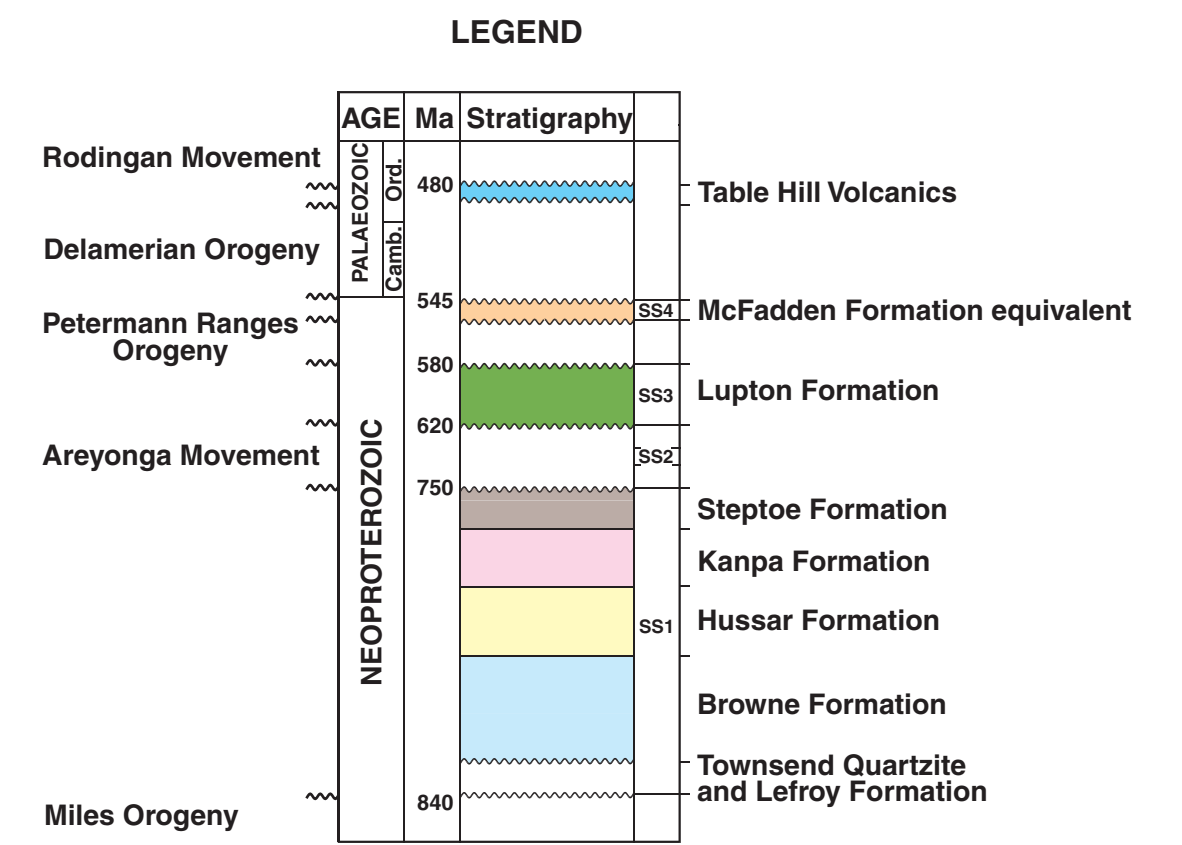 LEGEND
AGE Ma Stratigraphy
Rodingan Movement
PALAEOZOIC
Ord.
480
Table Hill Volcanics
Delamerian Orogeny
Camb.
545
SS4
McFadden Formation equivalent
Petermann Ranges
Orogeny
580
SS3
Lupton Formation
620
NEOPROTEROZOIC
Areyonga Movement
SS2
750
Steptoe Formation
Kanpa Formation
SS1
Hussar Formation
Browne Formation
Townsend Quartzite
and Lefroy Formation
840
Miles Orogeny